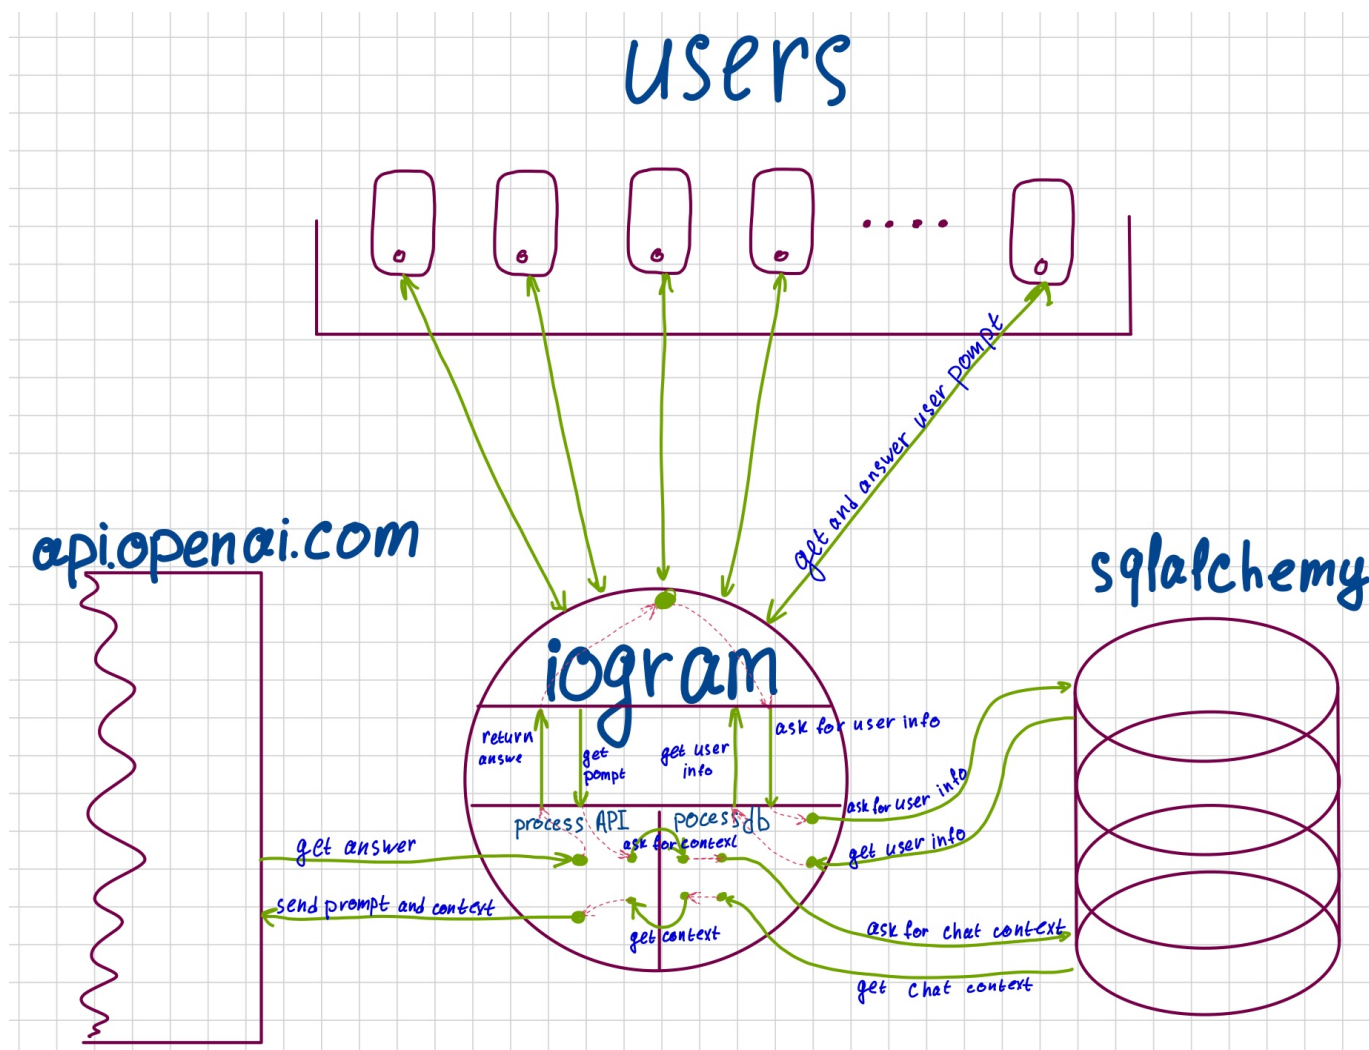 users
get and answer user pompt
api.openai.com
sqlalchemy
iogram
return
answe
get
pompt
get user
info
ask for user info
process API
pocess db
ask for user info
get user info
ask for context
get answer
send prompt and context
get context
ask for chat context
get chat context